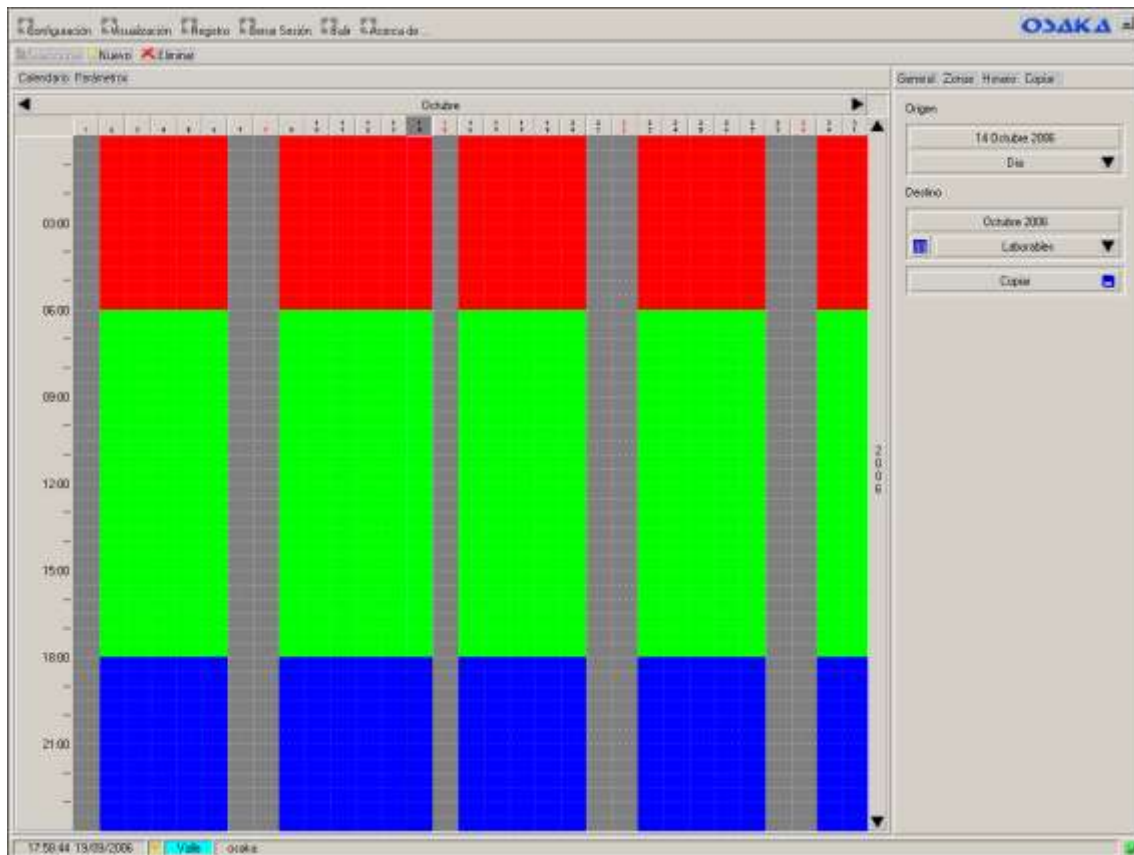 Configuración Visualización Registro Cerrar Sesión Salir Acerca de ... OSAKA
Seleccionar Nuevo Eliminar
Calendario Parámetros
General Zonas Horario Copiar
Octubre
Origen
14 Octubre 2006
Dia
Destino
Octubre 2006
Laborables
Copiar
03:00
06:00
09:00
12:00
15:00
18:00
21:00
2006
17:58:44 19/09/2006 Valle osaka